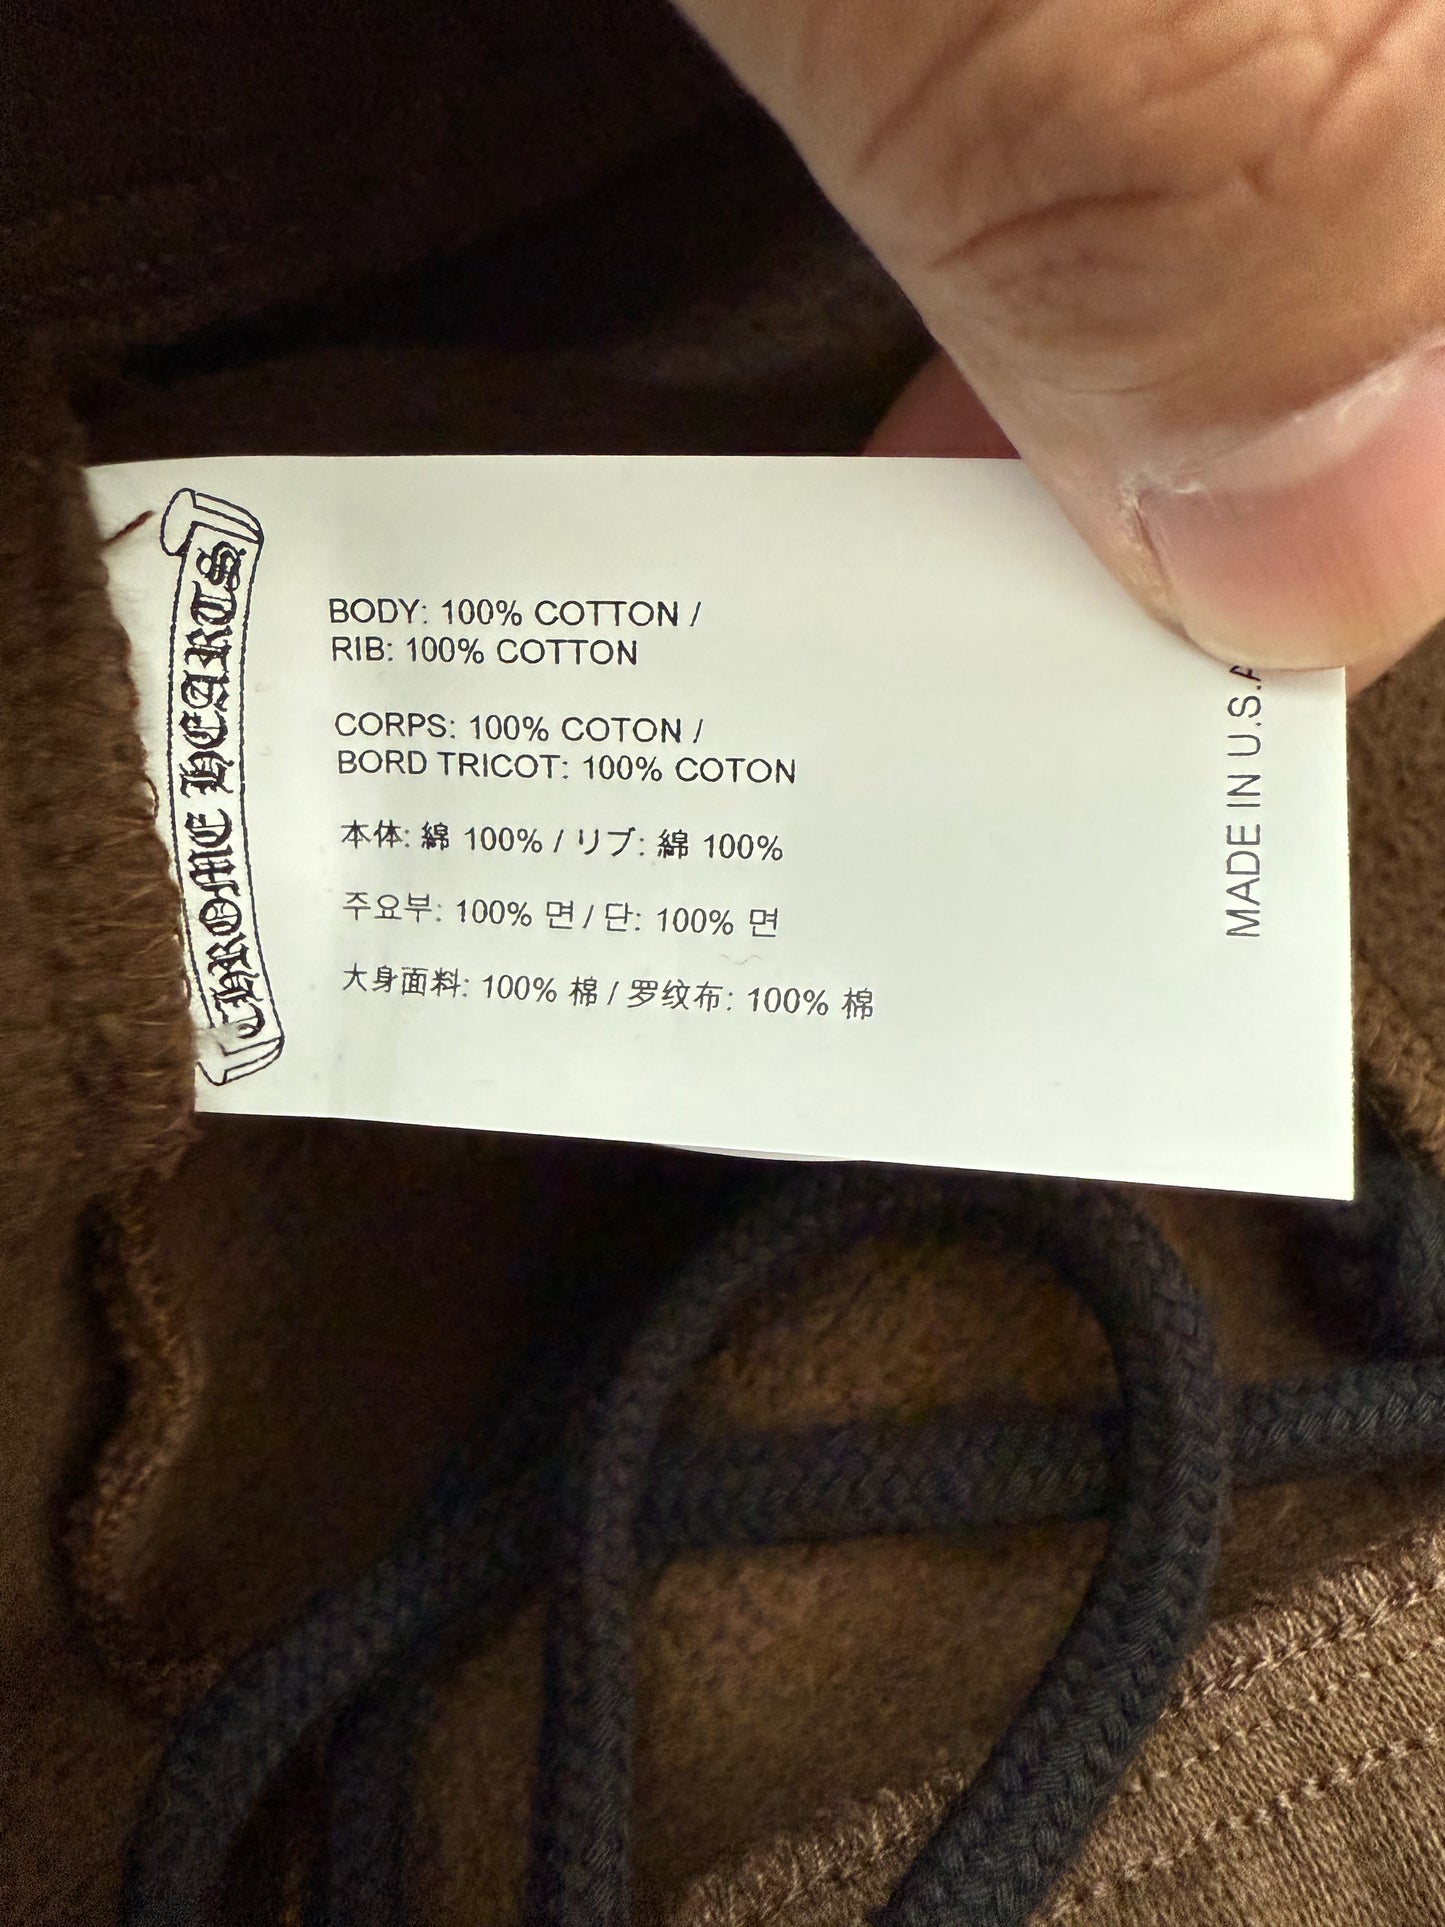 CHROME HEARTS
BODY: 100% COTTON /
RIB: 100% COTTON
CORPS: 100% COTON /
BORD TRICOT: 100% COTON
本体: 綿 100% / リブ: 綿 100%
주요부: 100% 면 / 단: 100% 면
大身面料: 100% 棉 / 罗纹布: 100% 棉
MADE IN U.S.A